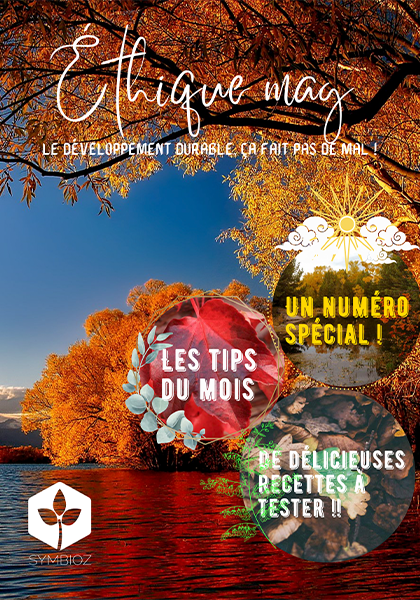 Éthique mag
LE DÉVELOPPEMENT DURABLE, ÇA FAIT PAS DE MAL !
UN NUMÉRO
SPÉCIAL !
LES TIPS
DU MOIS
DE DÉLICIEUSES
RECETTES À
TESTER !!
SYMBIOZ